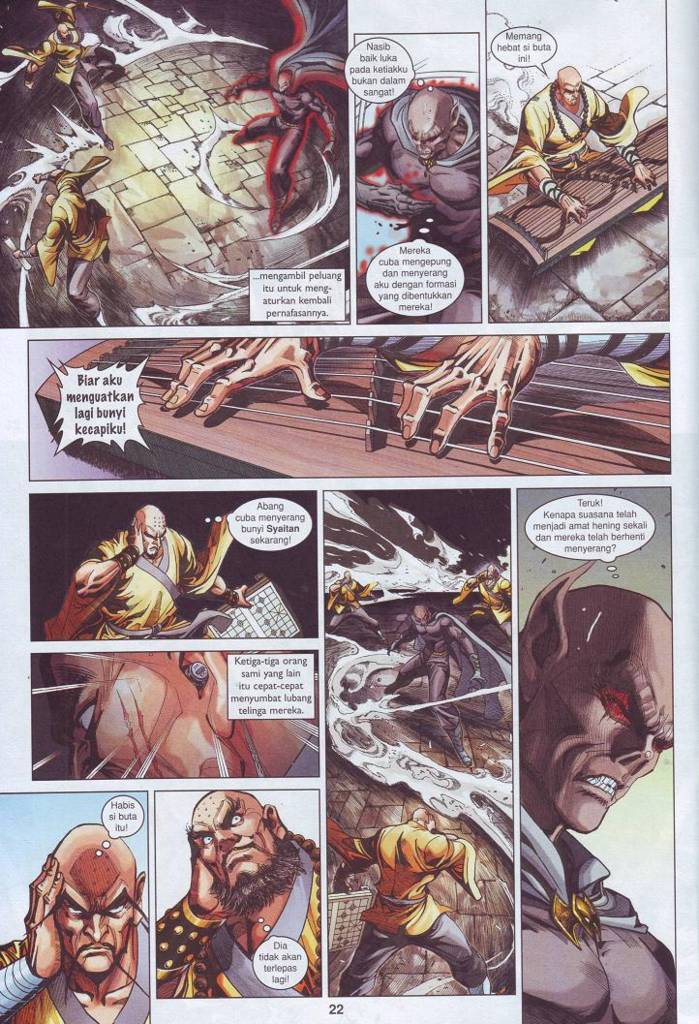 ...mengambil peluang
itu untuk meng-
aturkan kembali
pernafasannya.
Nasib
baik luka
pada ketiakku
bukan dalam
sangat!
Mereka
cuba mengepung
dan menyerang
aku dengan formasi
yang dibentukkan
mereka!
Memang
hebat si buta
ini!
Biar aku
menguatkan
lagi bunyi
kecapiku!
Abang
cuba menyerang
bunyi Syaitan
sekarang!
Ketiga-tiga orang
sami yang lain
itu cepat-cepat
menyumbat lubang
telinga mereka.
Teruk!
Kenapa suasana telah
menjadi amat hening sekali
dan mereka telah berhenti
menyerang?
Habis
si buta
itu!
Dia
tidak akan
terlepas
lagi!
22